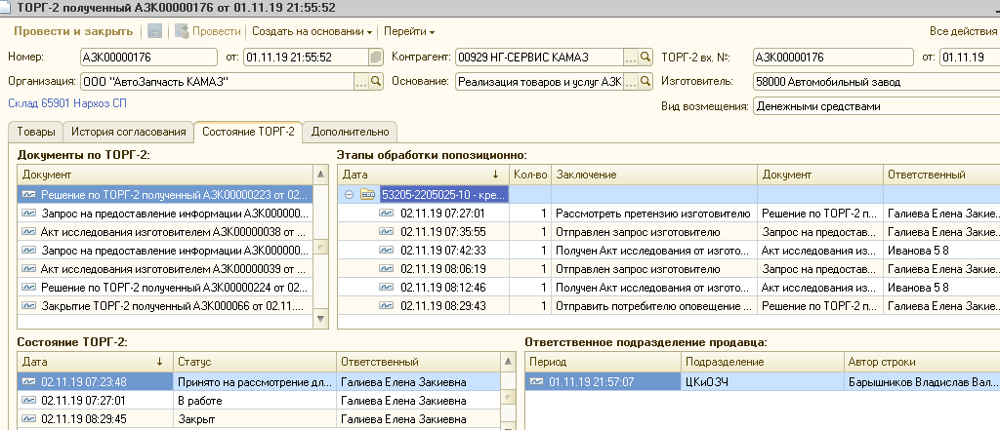 ТОРГ-2 полученный АЗК00000176 от 01.11.19 21:55:52
Провести и закрыть Провести Создать на основании Перейти Все действия
Номер: АЗК00000176 от: 01.11.19 21:55:52 Контрагент: 00929 НГ-СЕРВИС КАМАЗ ... ТОРГ-2 вх. №: АЗК00000176 от: 01.11.19
Организация: ООО "АвтоЗапчасть КАМАЗ" ... Основание: Реализация товаров и услуг АЗК ... Изготовитель: 58000 Автомобильный завод
Склад 65901 Нархоз СП
Вид возмещения: Денежными средствами
Товары История согласования Состояние ТОРГ-2 Дополнительно
Документы по ТОРГ-2:
Документ
Решение по ТОРГ-2 полученный АЗК00000223 от 02...
Запрос на предоставление информации АЗК000000...
Акт исследования изготовителем АЗК00000038 от ...
Запрос на предоставление информации АЗК000000...
Акт исследования изготовителем АЗК00000039 от ...
Решение по ТОРГ-2 полученный АЗК00000224 от 02...
Закрытие ТОРГ-2 полученный АЗК000066 от 02.11....
Этапы обработки попозиционно:
Дата ↓ Кол-во Заключение Документ Ответственный
53205-2205025-10 - кре...
02.11.19 07:27:01 1 Рассмотреть претензию изготовителю Решение по ТОРГ-2 п... Галиева Елена Закие...
02.11.19 07:35:55 1 Отправлен запрос изготовителю Запрос на предостав... Галиева Елена Закие...
02.11.19 07:42:33 1 Получен Акт исследования от изгото... Акт исследования из... Иванова 5 8
02.11.19 08:06:19 1 Отправлен запрос изготовителю Запрос на предостав... Галиева Елена Закие...
02.11.19 08:12:46 1 Получен Акт исследования от изгото... Акт исследования из... Иванова 5 8
02.11.19 08:29:43 1 Отправить потребителю оповещение ... Решение по ТОРГ-2 п... Галиева Елена Закие...
Состояние ТОРГ-2:
Дата ↓ Статус Ответственный
02.11.19 07:23:48 Принято на рассмотрение дл... Галиева Елена Закиевна
02.11.19 07:27:01 В работе Галиева Елена Закиевна
02.11.19 08:29:45 Закрыт Галиева Елена Закиевна
Ответственное подразделение продавца:
Период Подразделение Автор строки
01.11.19 21:57:07 ЦКиОЗЧ Барышников Владислав Вал...